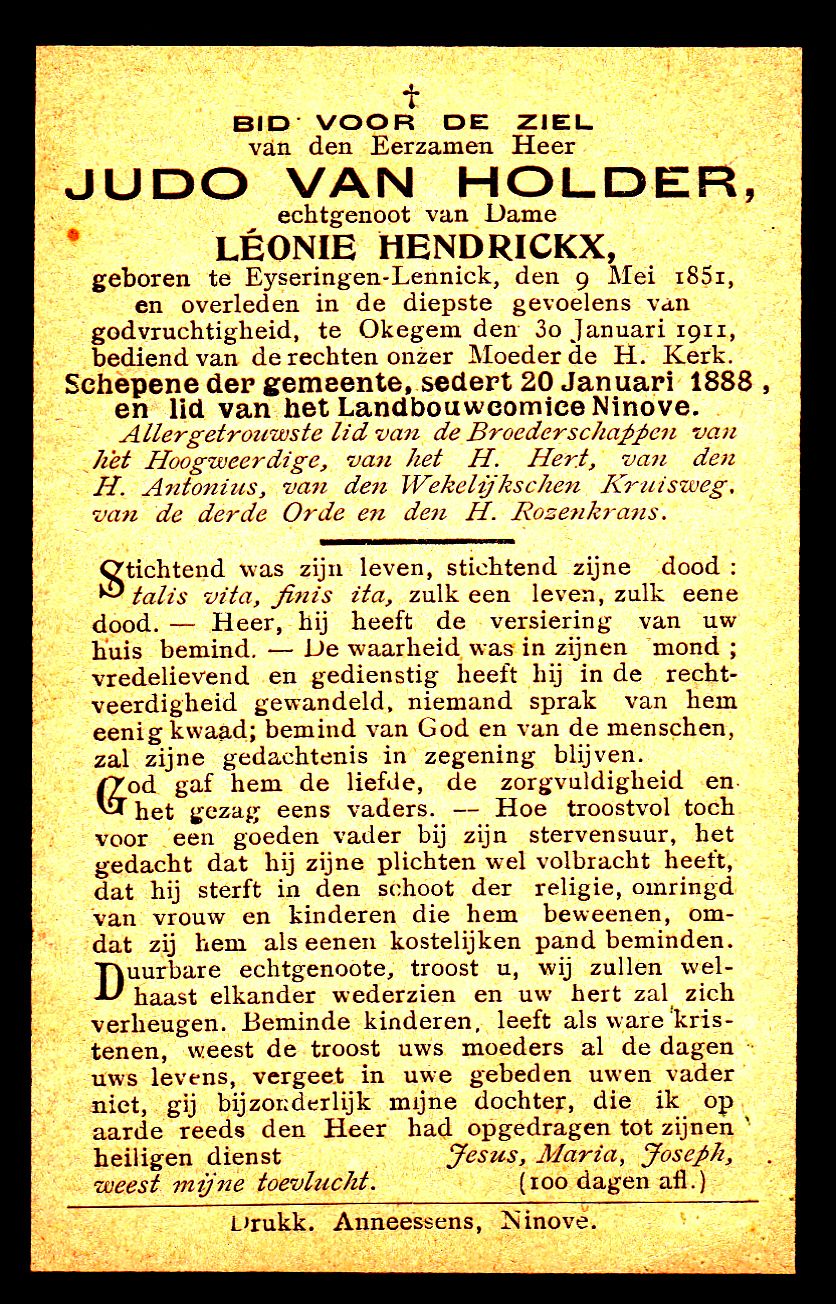 †
BID VOOR DE ZIEL
van den Eerzamen Heer
JUDO VAN HOLDER,
echtgenoot van Dame
LÉONIE HENDRICKX,
geboren te Eyseringen-Lennick, den 9 Mei 1851,
en overleden in de diepste gevoelens van
godvruchtigheid, te Okegem den 30 Januari 1911,
bediend van de rechten onzer Moeder de H. Kerk.
Schepene der gemeente, sedert 20 Januari 1888,
en lid van het Landbouwcomice Ninove.
Allergetrouwste lid van de Broederschappen van
het Hoogweerdige, van het H. Hert, van den
H. Antonius, van den Wekelijkschen Kruisweg,
van de derde Orde en den H. Rozenkrans.
Stichtend was zijn leven, stichtend zijne dood :
talis vita, finis ita, zulk een leven, zulk eene
dood. — Heer, hij heeft de versiering van uw
huis bemind. — De waarheid was in zijnen mond ;
vredelievend en gedienstig heeft hij in de recht-
veerdigheid gewandeld, niemand sprak van hem
eenig kwaad; bemind van God en van de menschen,
zal zijne gedachtenis in zegening blijven.
God gaf hem de liefde, de zorgvuldigheid en
het gezag eens vaders. — Hoe troostvol toch
voor een goeden vader bij zijn stervensuur, het
gedacht dat hij zijne plichten wel volbracht heeft,
dat hij sterft in den schoot der religie, omringd
van vrouw en kinderen die hem beweenen, om-
dat zij hem als eenen kostelijken pand beminden.
Duurbare echtgenoote, troost u, wij zullen wel-
haast elkander wederzien en uw hert zal zich
verheugen. Beminde kinderen, leeft als ware kris-
tenen, weest de troost uws moeders al de dagen
uws levens, vergeet in uwe gebeden uwen vader
niet, gij bijzonderlijk mijne dochter, die ik op
aarde reeds den Heer had opgedragen tot zijnen
heiligen dienst Jesus, Maria, Joseph,
weest mijne toevlucht. (100 dagen afl.)
Drukk. Anneessens, Ninove.